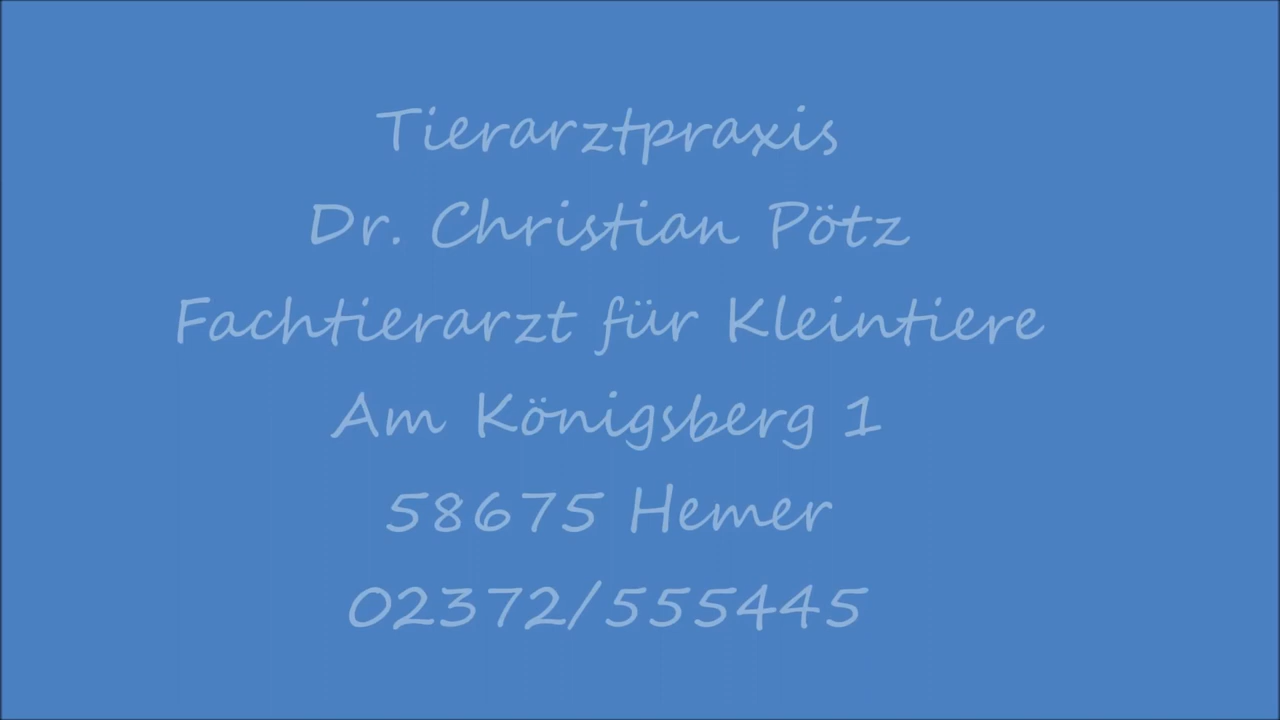 Tierarztpraxis
Dr. Christian Pötz
Fachtierarzt für Kleintiere
Am Königsberg 1
58675 Hemer
02372/555445